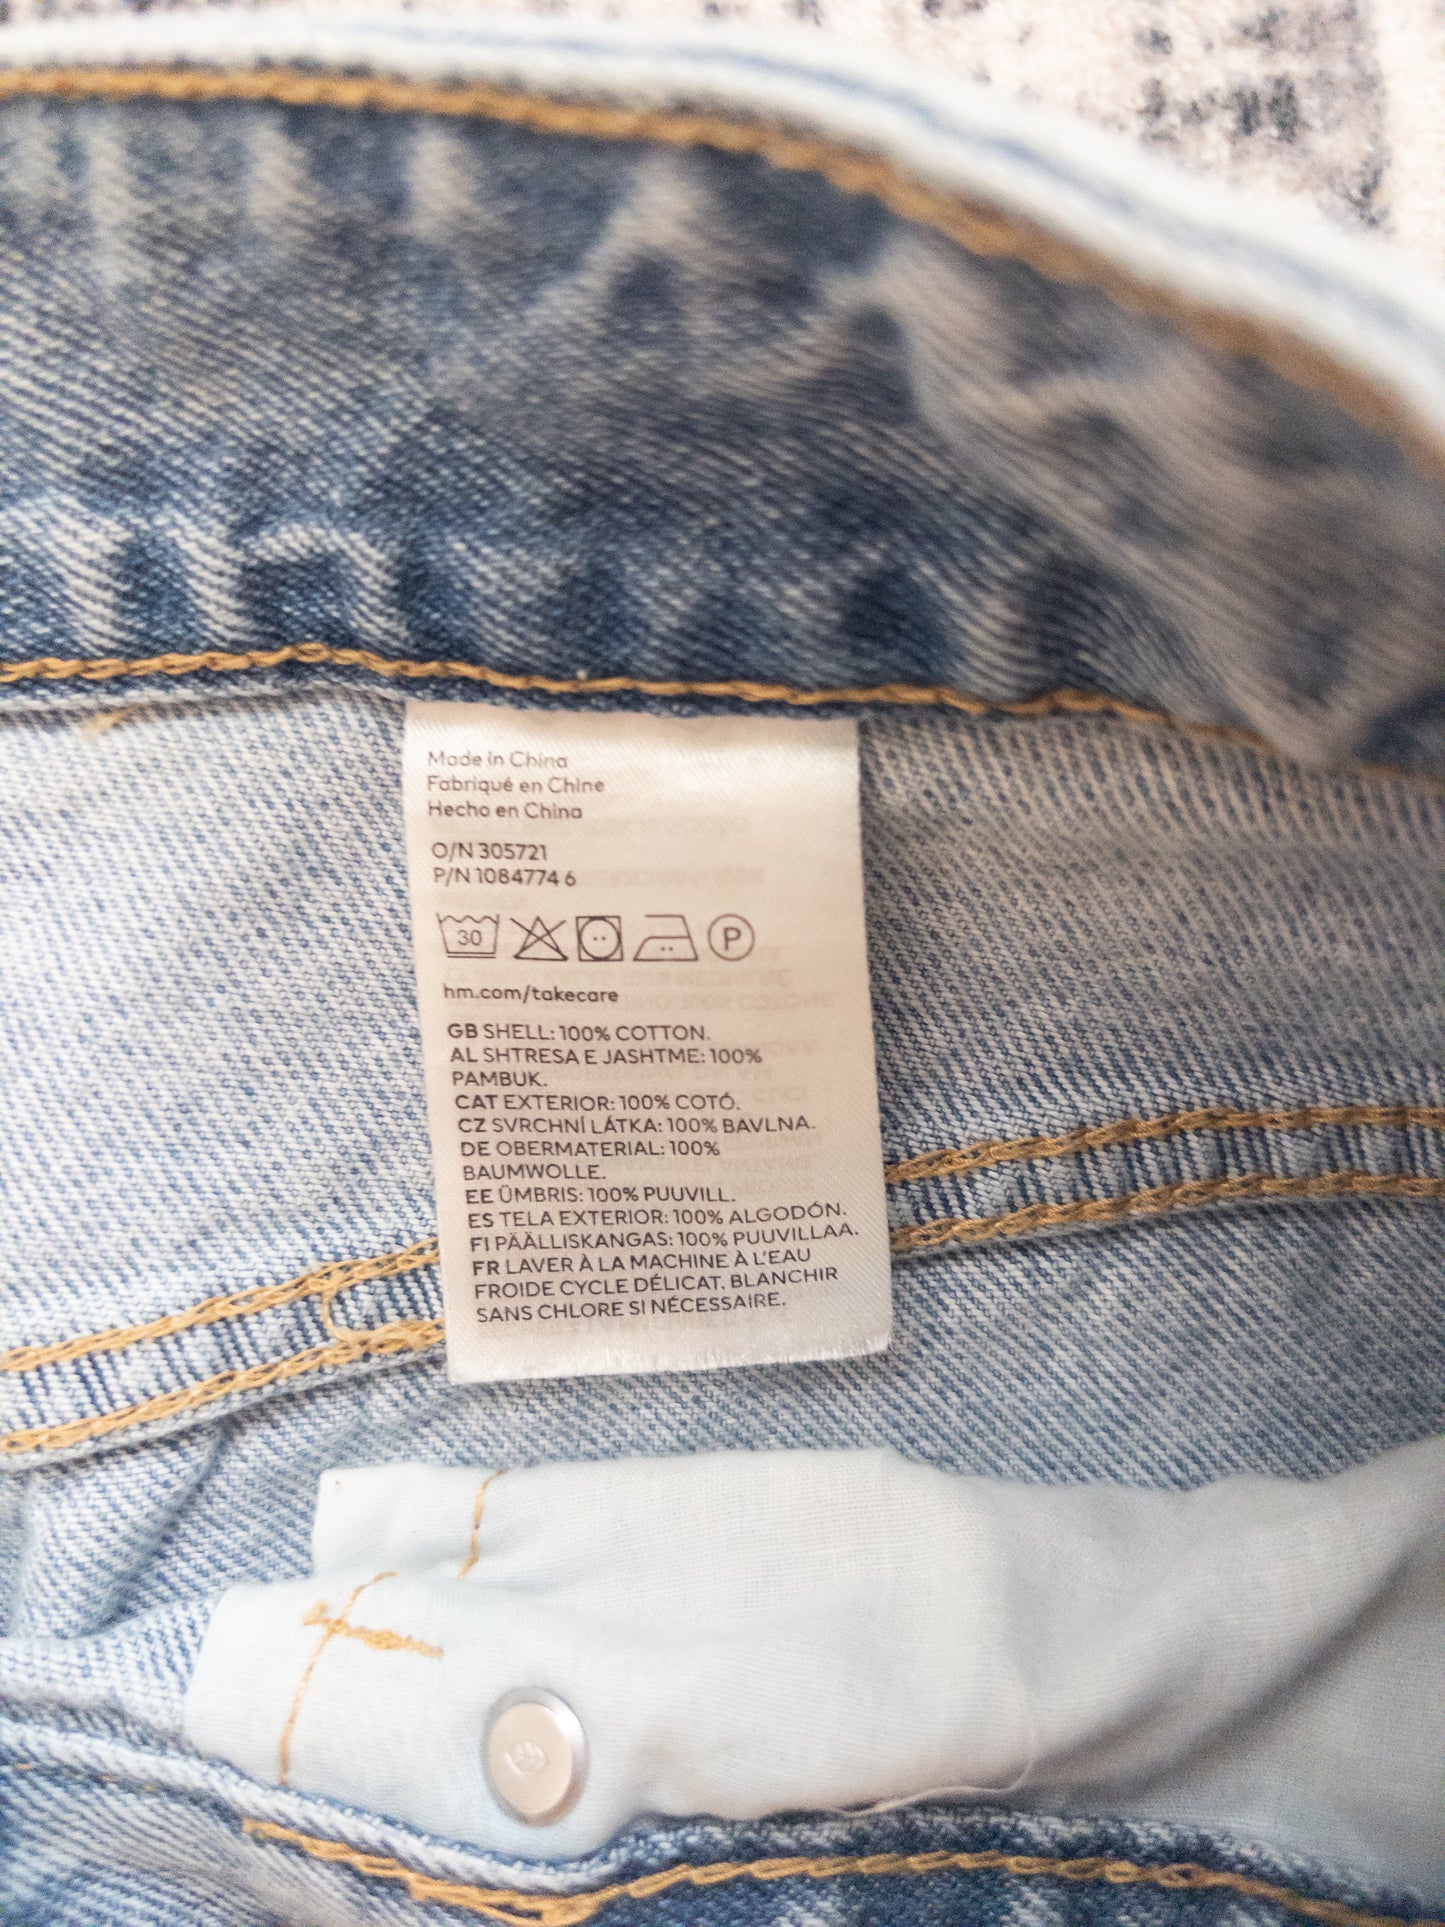 Made in China
Fabriqué en Chine
Hecho en China
O/N 305721
P/N 1084774 6
30 P
hm.com/takecare
GB SHELL: 100% COTTON.
AL SHTRESA E JASHTME: 100%
PAMBUK.
CAT EXTERIOR: 100% COTÓ.
CZ SVRCHNÍ LÁTKA: 100% BAVLNA.
DE OBERMATERIAL: 100%
BAUMWOLLE.
EE ÜMBRIS: 100% PUUVILL.
ES TELA EXTERIOR: 100% ALGODÓN.
FI PÄÄLLISKANGAS: 100% PUUVILLAA.
FR LAVER À LA MACHINE À L'EAU
FROIDE CYCLE DÉLICAT. BLANCHIR
SANS CHLORE SI NÉCESSAIRE.